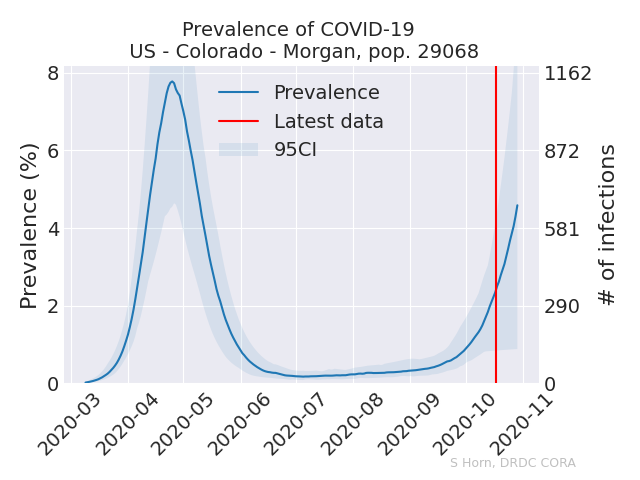 Prevalence of COVID-19
US - Colorado - Morgan, pop. 29068
Prevalence (%)
8
6
4
2
0
1162
872
581
290
0
# of infections
Prevalence
Latest data
95CI
2020-03
2020-04
2020-05
2020-06
2020-07
2020-08
2020-09
2020-10
2020-11
S Horn, DRDC CORA